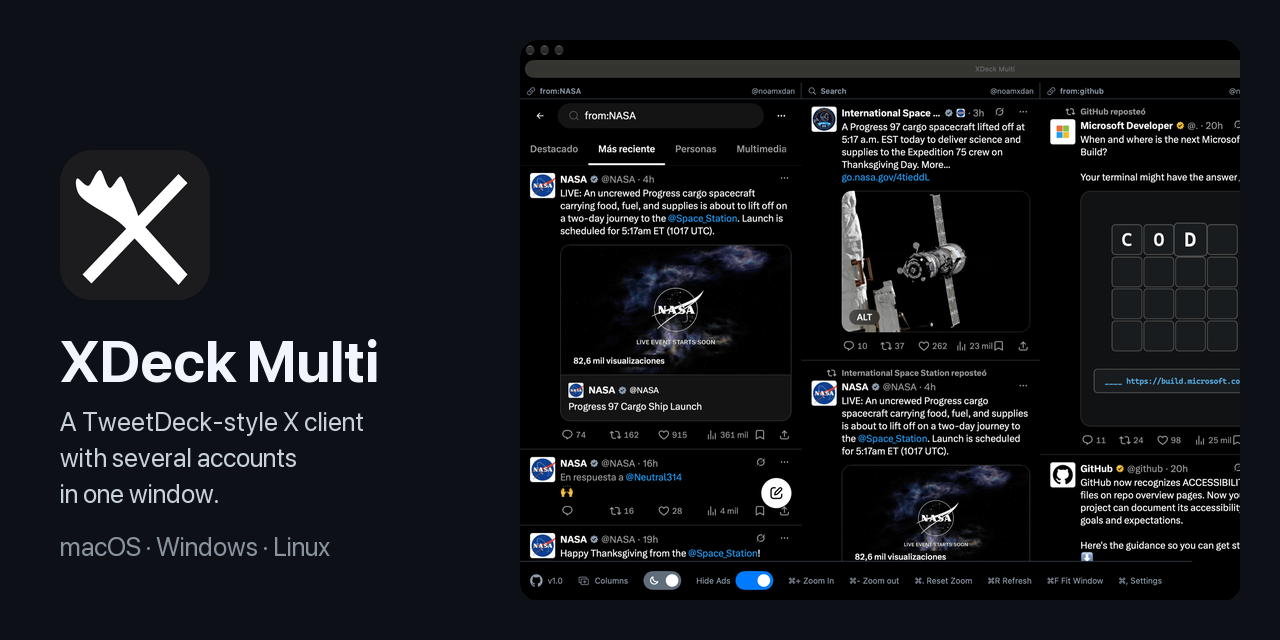 XDeck Multi
A TweetDeck-style X client
with several accounts
in one window.
macOS · Windows · Linux
XDeck Multi
from:NASA
@noamxdan
from:NASA
Destacado
Más reciente
Personas
Multimedia
NASA @NASA · 4h
LIVE: An uncrewed Progress cargo spacecraft
carrying food, fuel, and supplies is about to lift off on
a two-day journey to the @Space_Station. Launch is
scheduled for 5:17am ET (1017 UTC).
NASA
LIVE EVENT STARTS SOON
82,6 mil visualizaciones
NASA @NASA
Progress 97 Cargo Ship Launch
74 162 915 361 mil
NASA @NASA · 16h
En respuesta a @Neutral314
🙌
16 28 4 mil
NASA @NASA · 19h
Happy Thanksgiving from the @Space_Station!
Search
@noamxdan
International Space ... · 3h
A Progress 97 cargo spacecraft lifted off at
5:17 a.m. EST today to deliver science and
supplies to the Expedition 75 crew on
Thanksgiving Day. More...
go.nasa.gov/4tieddL
ALT
10 37 262 23 mil
International Space Station reposteó
NASA @NASA · 4h
LIVE: An uncrewed Progress cargo
spacecraft carrying food, fuel, and supplies
is about to lift off on a two-day journey to
the @Space_Station. Launch is scheduled
for 5:17am ET (1017 UTC).
NASA
LIVE EVENT STARTS SOON
82,6 mil visualizaciones
from:github
@n
GitHub reposteó
Microsoft Developer @. · 20h
When and where is the next Microsof
Build?
Your terminal might have the answer.
C O D
____ https://build.microsoft.co
11 24 98 25 mil
GitHub @github · 20h
GitHub now recognizes ACCESSIBILI
files on repo overview pages. Now yo
project can document its accessibility
goals and expectations.
Here's the guidance so you can get st
⬇️
v1.0
Columns
Hide Ads
⌘+ Zoom In
⌘- Zoom out
⌘. Reset Zoom
⌘R Refresh
⌘F Fit Window
⌘, Settings